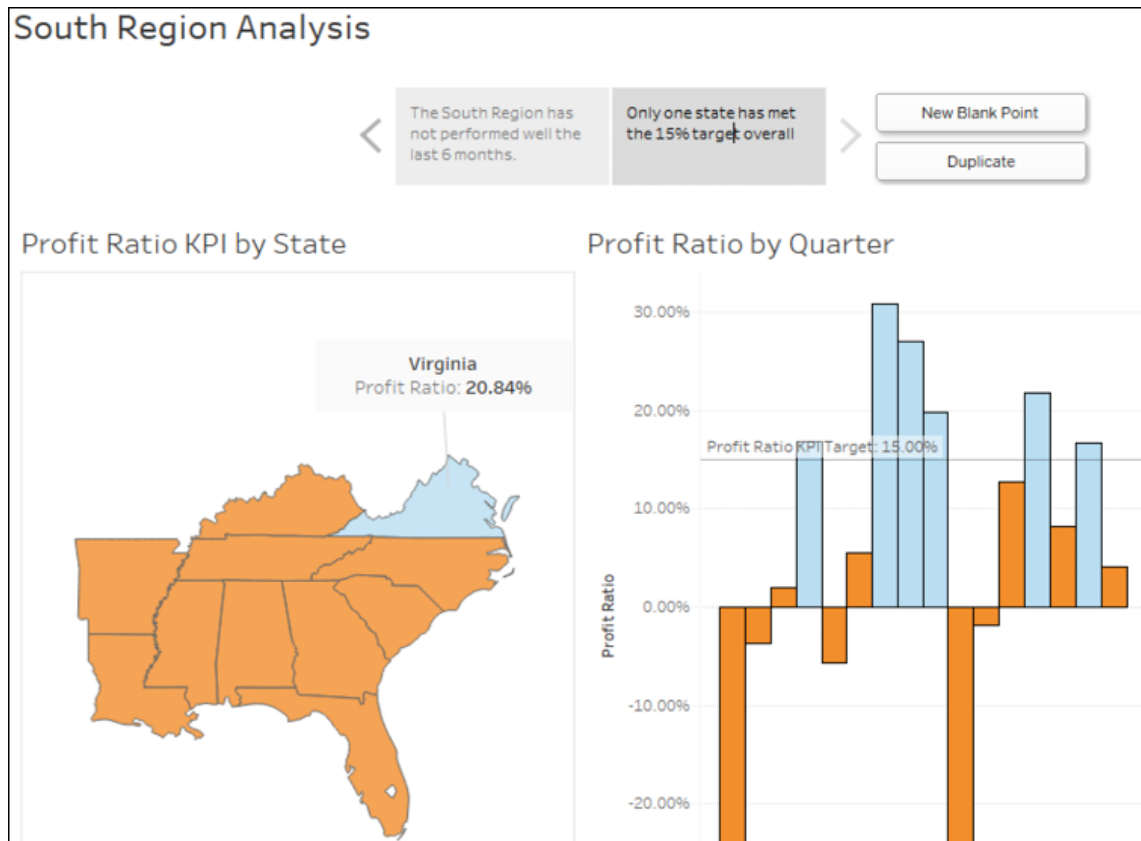 South Region Analysis
The South Region has
not performed well the
last 6 months.
Only one state has met
the 15% target overall
New Blank Point
Duplicate
Profit Ratio KPI by State
Virginia
Profit Ratio: 20.84%
Profit Ratio by Quarter
30.00%
20.00%
Profit Ratio KPI Target: 15.00%
10.00%
0.00%
-10.00%
-20.00%
Profit Ratio